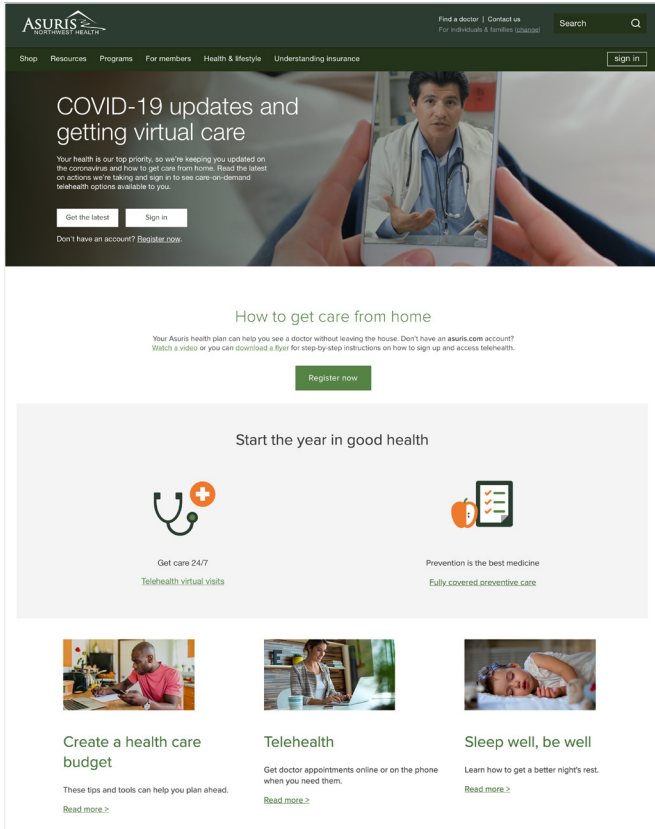 ASURIS
NORTHWEST HEALTH
Find a doctor | Contact us
For individuals & families (change)
Search
Shop Resources Programs For members Health & lifestyle Understanding insurance
sign in
COVID-19 updates and
getting virtual care
Your health is our top priority, so we're keeping you updated on
the coronavirus and how to get care from home. Read the latest
on actions we're taking and sign in to see care-on-demand
telehealth options available to you.
Get the latest Sign in
Don't have an account? Register now.
How to get care from home
Your Asuris health plan can help you see a doctor without leaving the house. Don't have an asuris.com account?
Watch a video or you can download a flyer for step-by-step instructions on how to sign up and access telehealth.
Register now
Start the year in good health
Get care 24/7
Telehealth virtual visits
Prevention is the best medicine
Fully covered preventive care
Create a health care
budget
These tips and tools can help you plan ahead.
Read more >
Telehealth
Get doctor appointments online or on the phone
when you need them.
Read more >
Sleep well, be well
Learn how to get a better night's rest.
Read more >